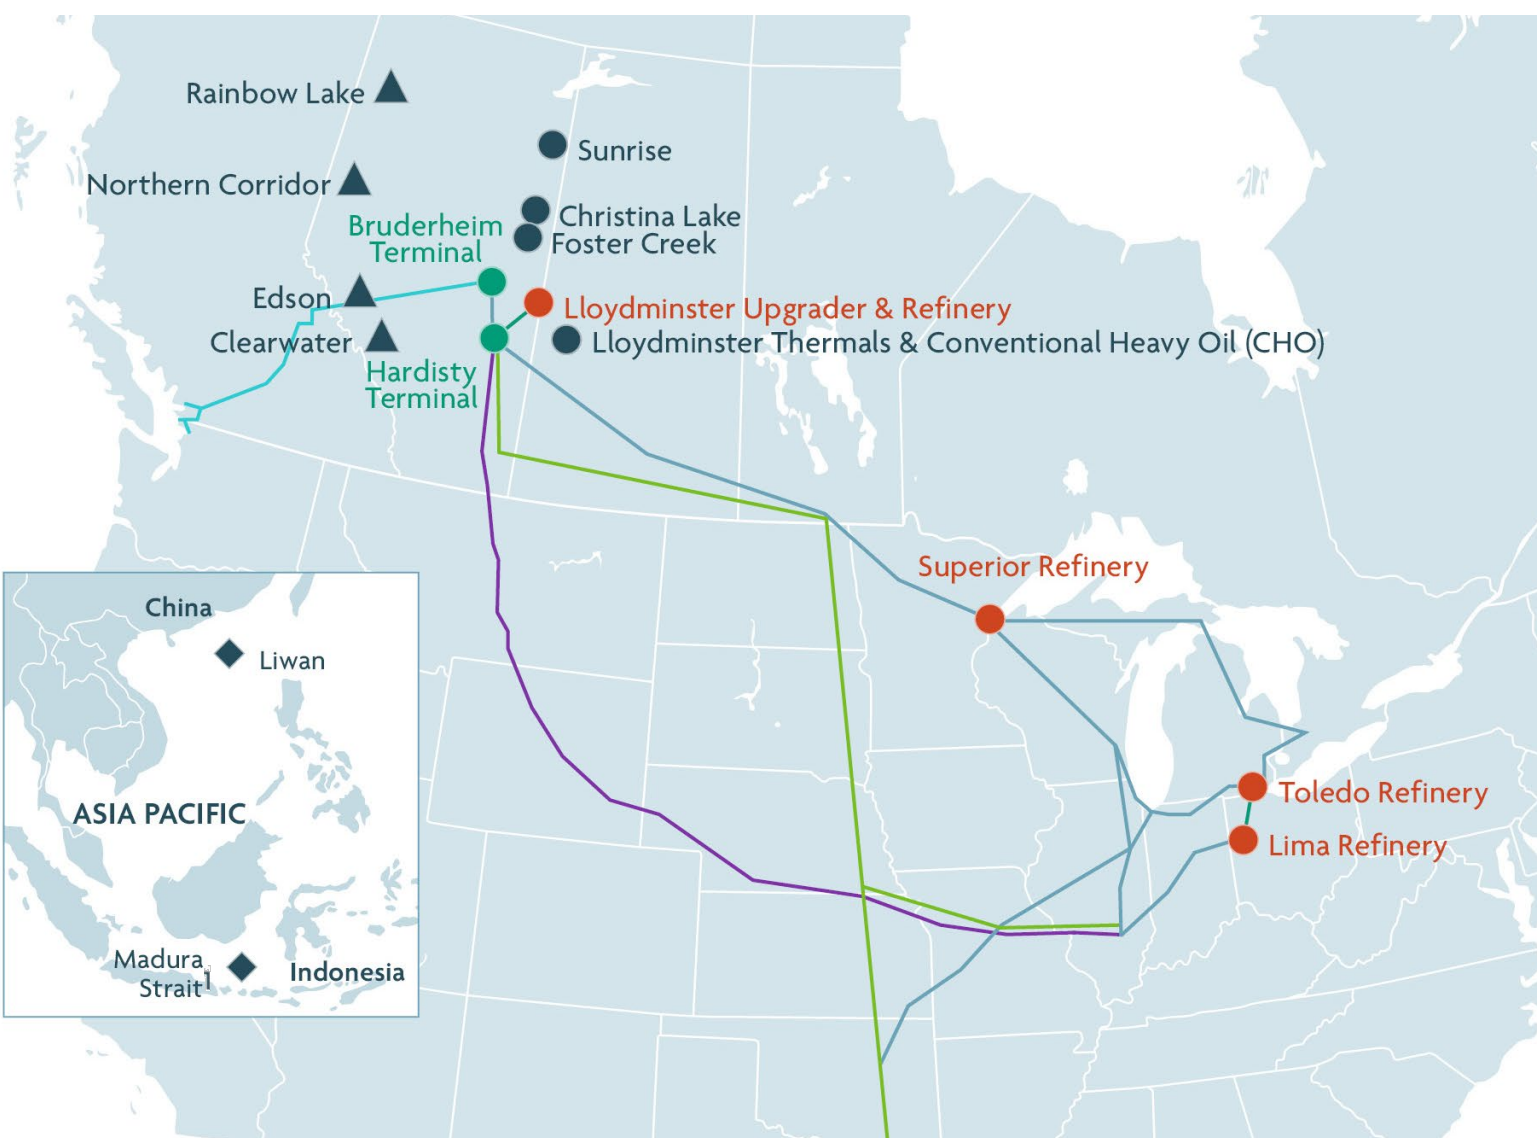 Rainbow Lake
Sunrise
Northern Corridor
Christina Lake
Bruderheim
Terminal
Foster Creek
Edson
Lloydminster Upgrader & Refinery
Clearwater
Lloydminster Thermals & Conventional Heavy Oil (CHO)
Hardisty
Terminal
Superior Refinery
China
Liwan
ASIA PACIFIC
Toledo Refinery
Lima Refinery
Madura
Strait1
Indonesia